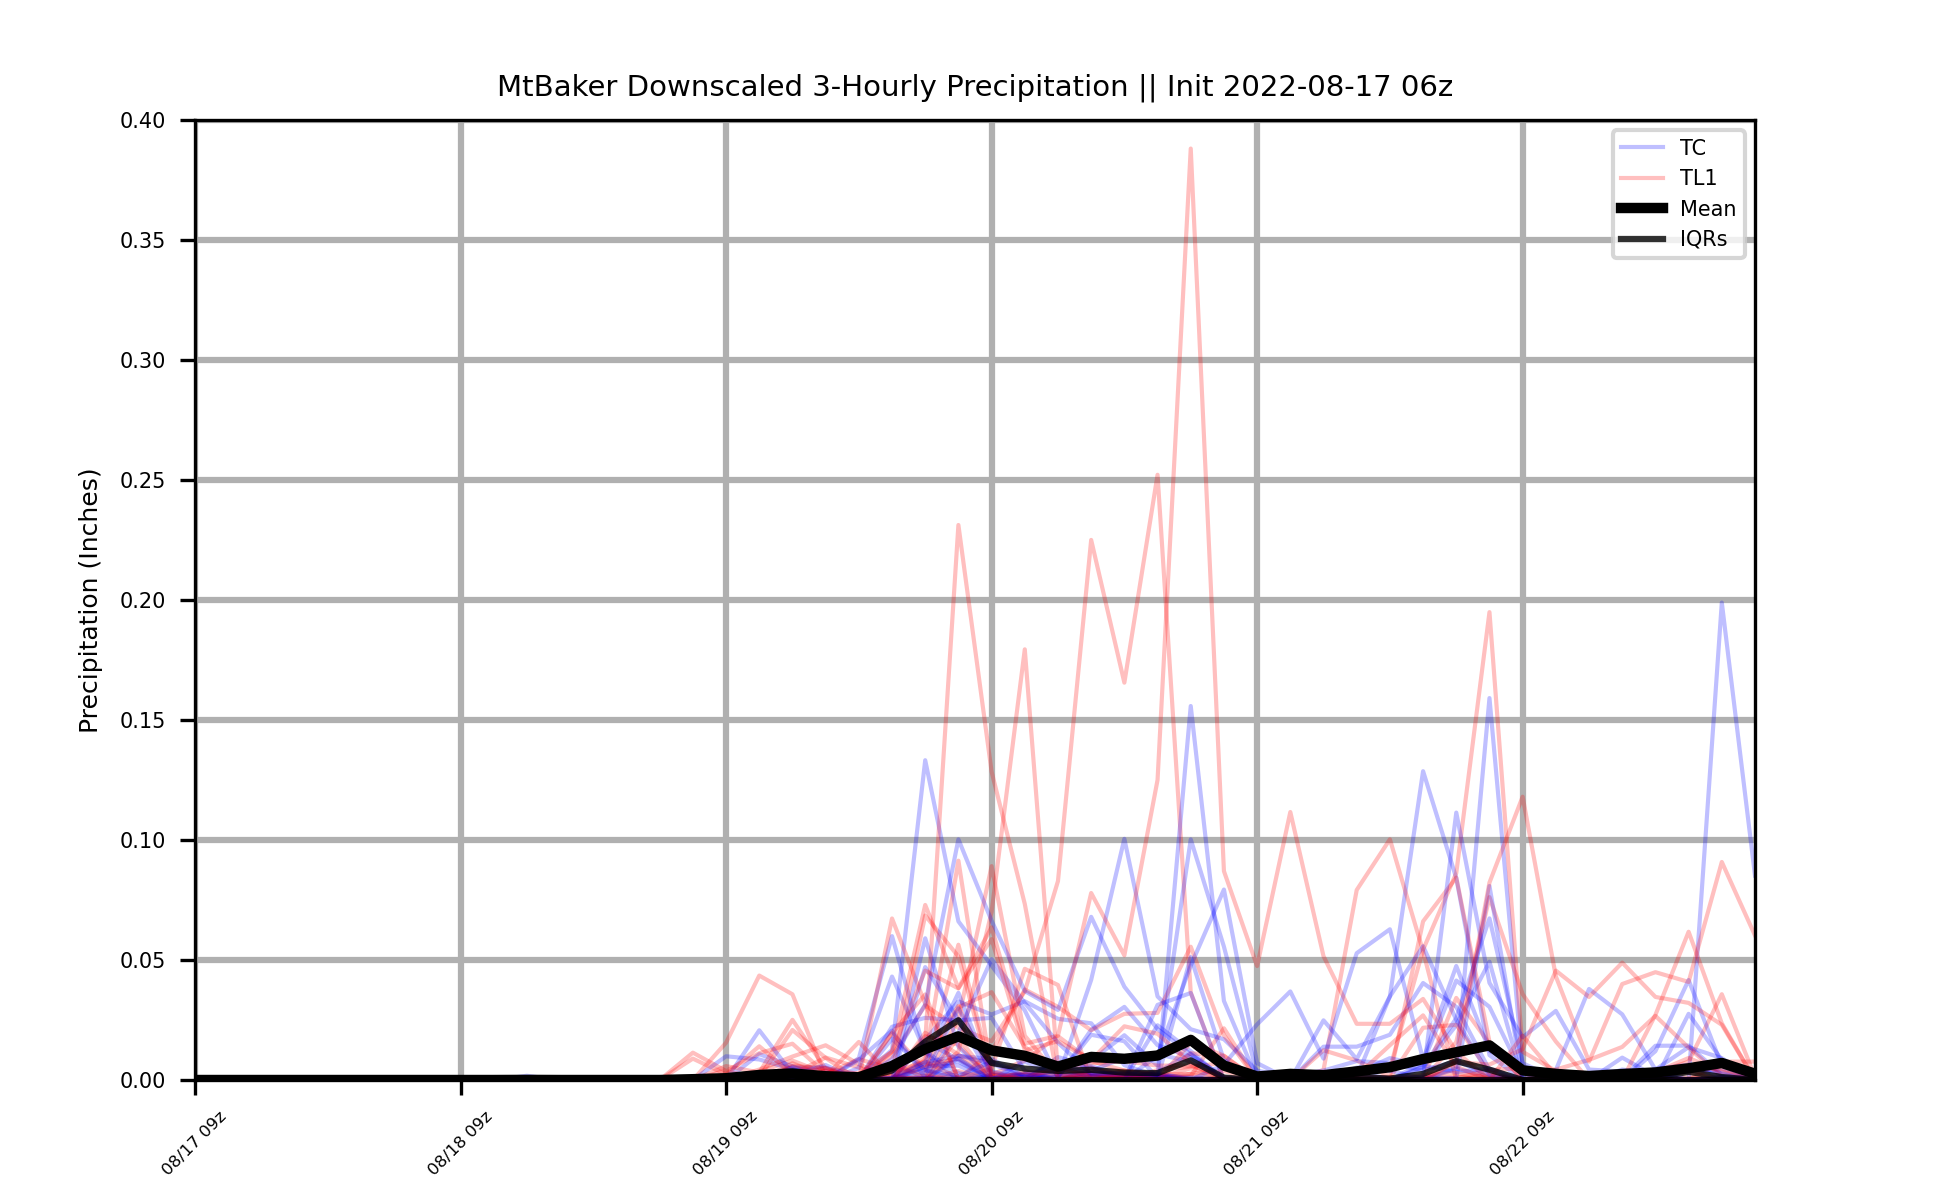 MtBaker Downscaled 3-Hourly Precipitation || Init 2022-08-17 06z
Precipitation (Inches)
0.40
0.35
0.30
0.25
0.20
0.15
0.10
0.05
0.00
TC
TL1
Mean
IQRs
08/17 09z
08/18 09z
08/19 09z
08/20 09z
08/21 09z
08/22 09z